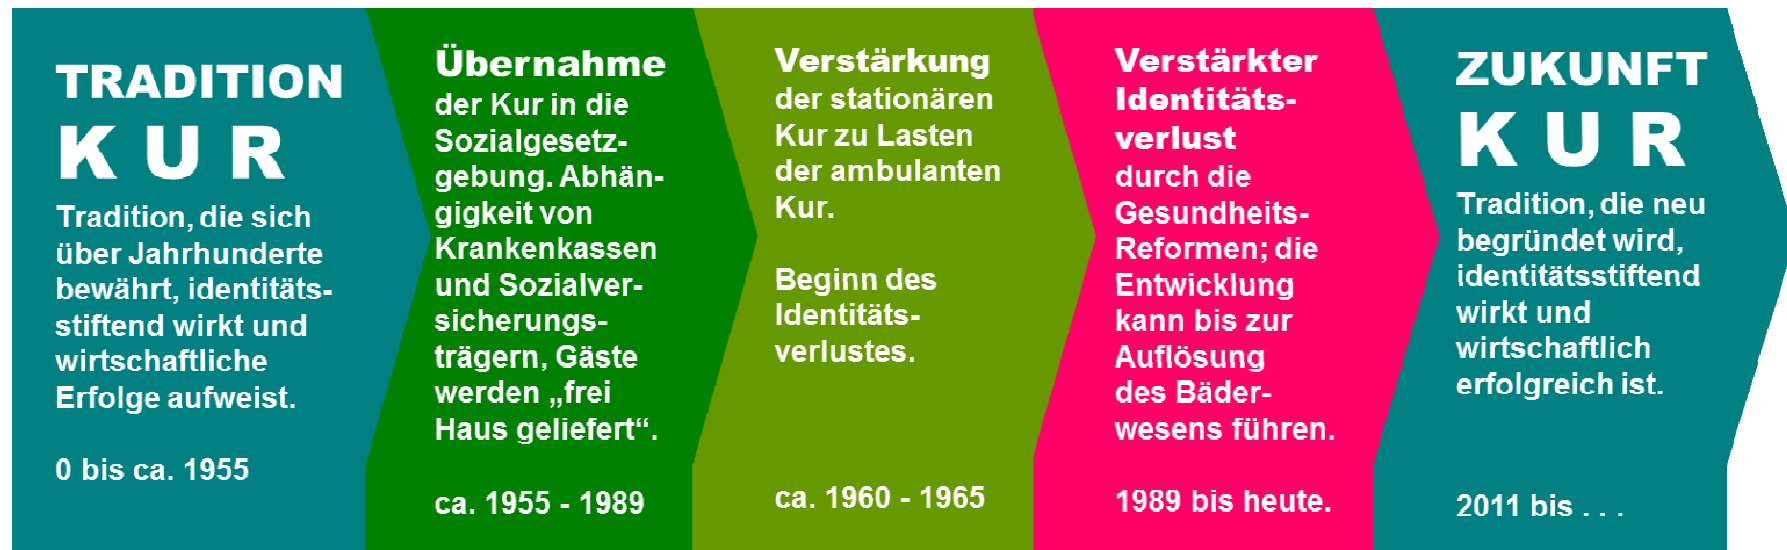 TRADITION
K U R
Tradition, die sich
über Jahrhunderte
bewährt, identitäts-
stiftend wirkt und
wirtschaftliche
Erfolge aufweist.
0 bis ca. 1955
Übernahme
der Kur in die
Sozialgesetz-
gebung. Abhän-
gigkeit von
Krankenkassen
und Sozialver-
sicherungs-
trägern, Gäste
werden „frei
Haus geliefert“.
ca. 1955 - 1989
Verstärkung
der stationären
Kur zu Lasten
der ambulanten
Kur.
Beginn des
Identitäts-
verlustes.
ca. 1960 - 1965
Verstärkter
Identitäts-
verlust
durch die
Gesundheits-
Reformen; die
Entwicklung
kann bis zur
Auflösung
des Bäder-
wesens führen.
1989 bis heute.
ZUKUNFT
K U R
Tradition, die neu
begründet wird,
identitätsstiftend
wirkt und
wirtschaftlich
erfolgreich ist.
2011 bis . . .